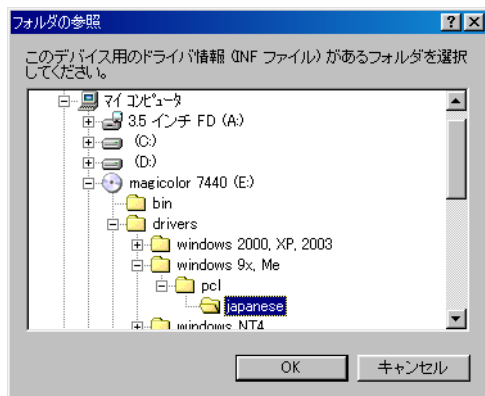 フォルダの参照
このデバイス用のドライバ情報 (INF ファイル) があるフォルダを選択
してください。
マイ コンピュータ
3.5 インチ FD (A:)
(C:)
(D:)
magicolor 7440 (E:)
bin
drivers
windows 2000, XP, 2003
windows 9x, Me
pcl
japanese
windows NT4
OK
キャンセル